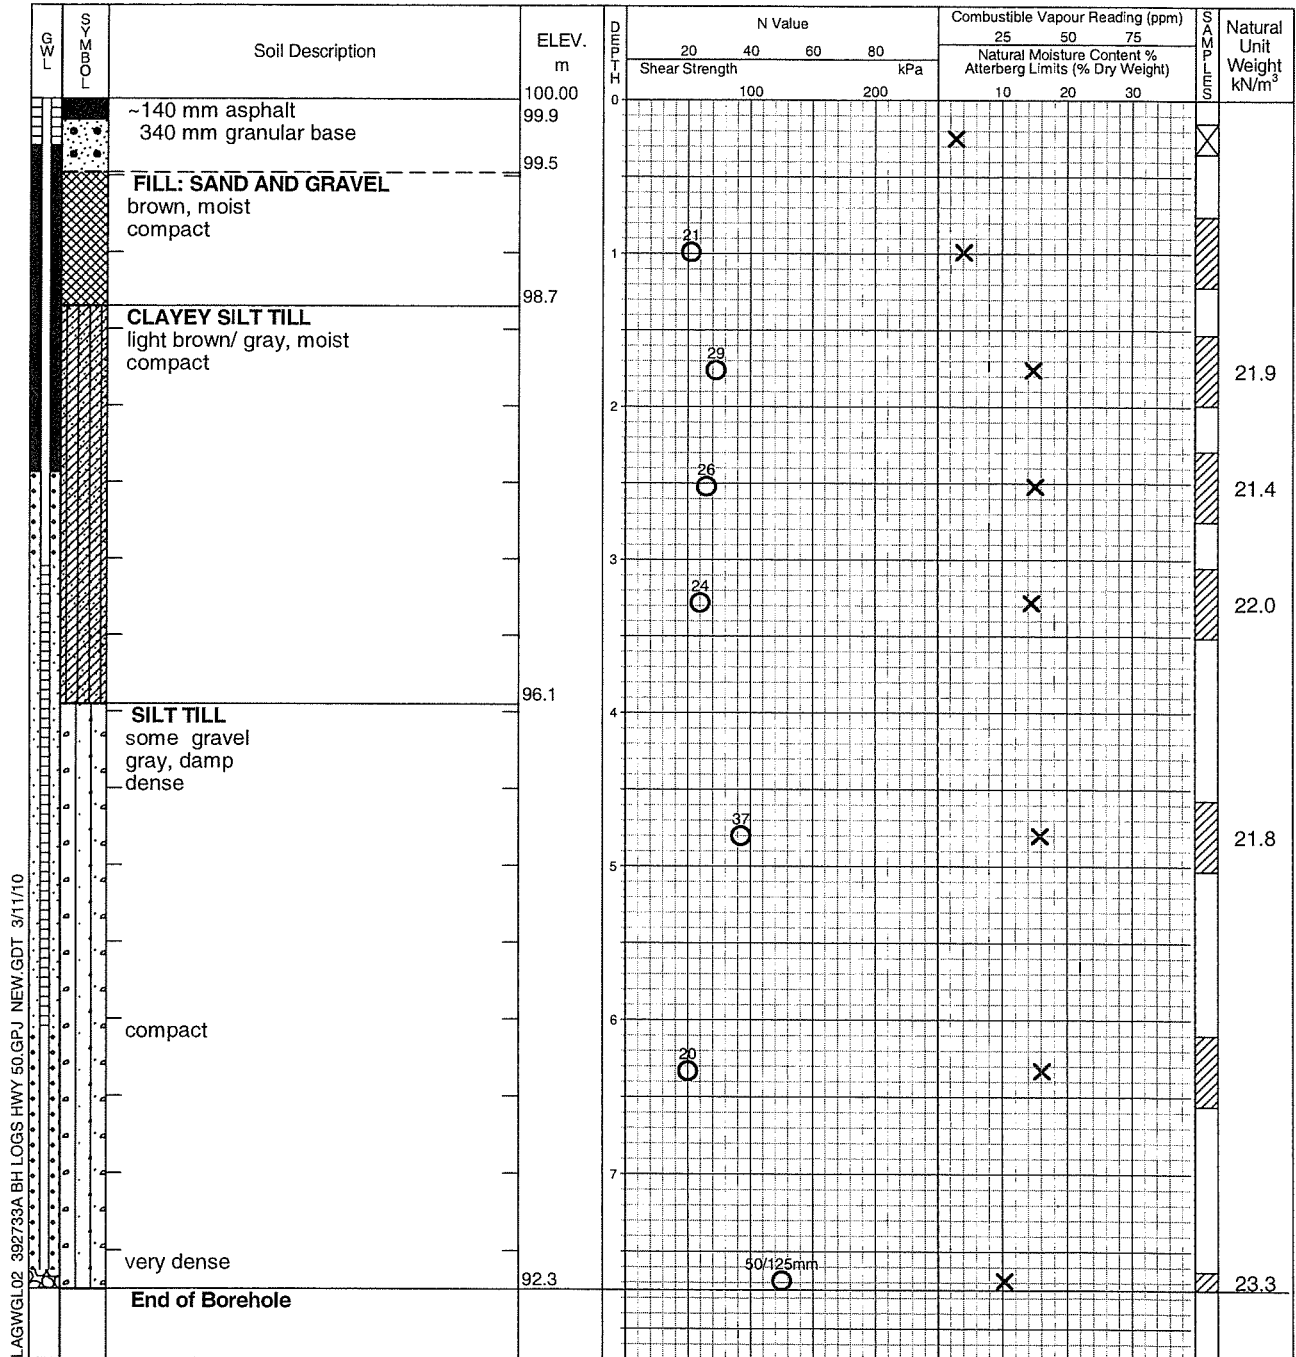 GWL
SYMBOL
Soil Description
ELEV.
m
DEPTH
N Value
20 40 60 80
Shear Strength kPa
100 200
Combustible Vapour Reading (ppm)
25 50 75
Natural Moisture Content %
Atterberg Limits (% Dry Weight)
10 20 30
SAMPLES
Natural
Unit
Weight
kN/m³
100.00
0
~140 mm asphalt
99.9
340 mm granular base
99.5
FILL: SAND AND GRAVEL
brown, moist
compact
21
1
98.7
CLAYEY SILT TILL
light brown/ gray, moist
compact
29
21.9
2
26
21.4
3
24
22.0
96.1
SILT TILL
some gravel
gray, damp
dense
4
37
21.8
5
6
compact
20
7
very dense
50/125mm
92.3
23.3
End of Borehole
LAGWGL02 392733A BH LOGS HWY 50.GPJ NEW.GDT 3/11/10